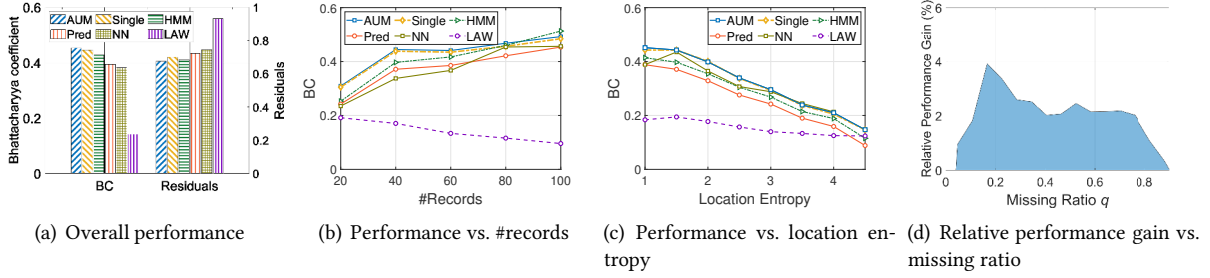 AUM Single HMM
Pred NN LAW
Bhattacharyya coefficient
0.6
0.4
0.2
0
1
0.8
0.6
0.4
0.2
0
Residuals
BC Residuals
(a) Overall performance
AUM Single HMM
Pred NN LAW
BC
0.6
0.4
0.2
0
20 40 60 80 100
#Records
(b) Performance vs. #records
AUM Single HMM
Pred NN LAW
BC
0.6
0.4
0.2
0
1 2 3 4
Location Entropy
(c) Performance vs. location en-
tropy
Relative Performance Gain (%)
6
4
2
0
0.2 0.4 0.6 0.8
Missing Ratio q
(d) Relative performance gain vs.
missing ratio